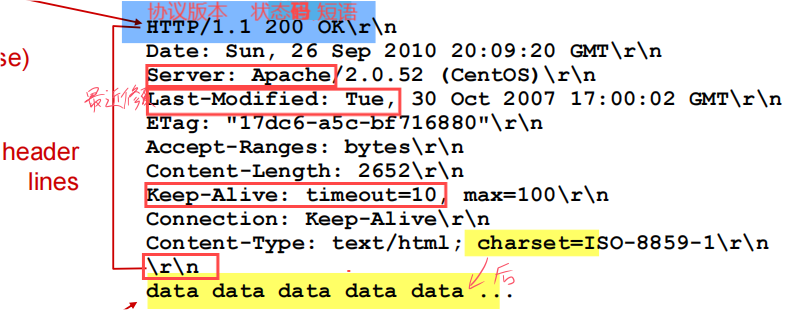 协议版本 状态码 短语
HTTP/1.1 200 OK\r\n
Date: Sun, 26 Sep 2010 20:09:20 GMT\r\n
se)
Server: Apache/2.0.52 (CentOS)\r\n
最近修
Last-Modified: Tue, 30 Oct 2007 17:00:02 GMT\r\n
ETag: "17dc6-a5c-bf716880"\r\n
header
Accept-Ranges: bytes\r\n
lines
Content-Length: 2652\r\n
Keep-Alive: timeout=10, max=100\r\n
Connection: Keep-Alive\r\n
Content-Type: text/html; charset=ISO-8859-1\r\n
\r\n
后
data data data data data ...